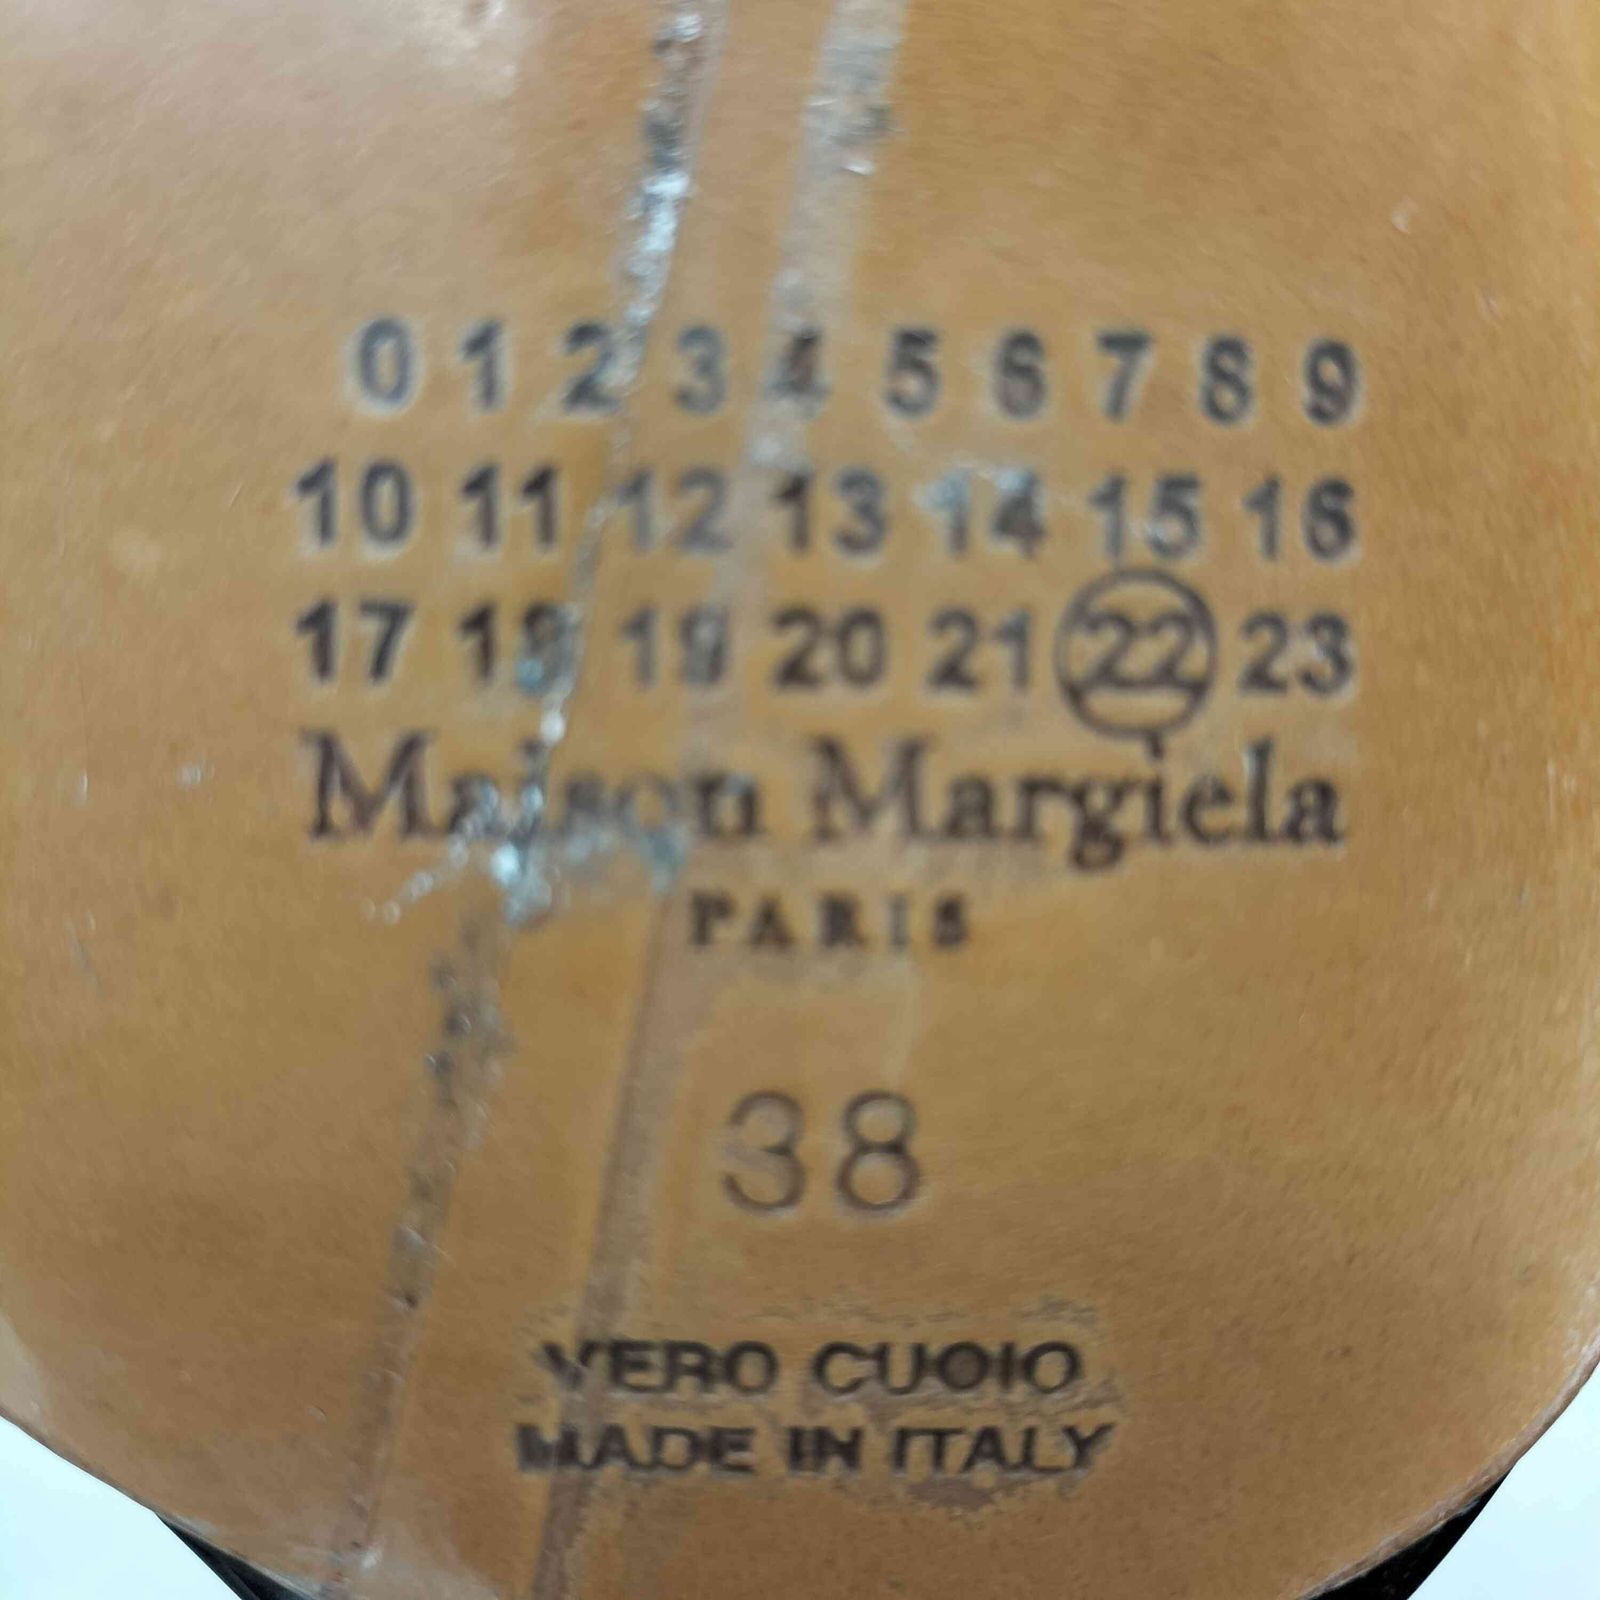 0 1 2 3 4 5 6 7 8 9
10 11 12 13 14 15 16
17 18 19 20 21 22 23
Maison Margiela
PARIS
38
VERO CUOIO
MADE IN ITALY